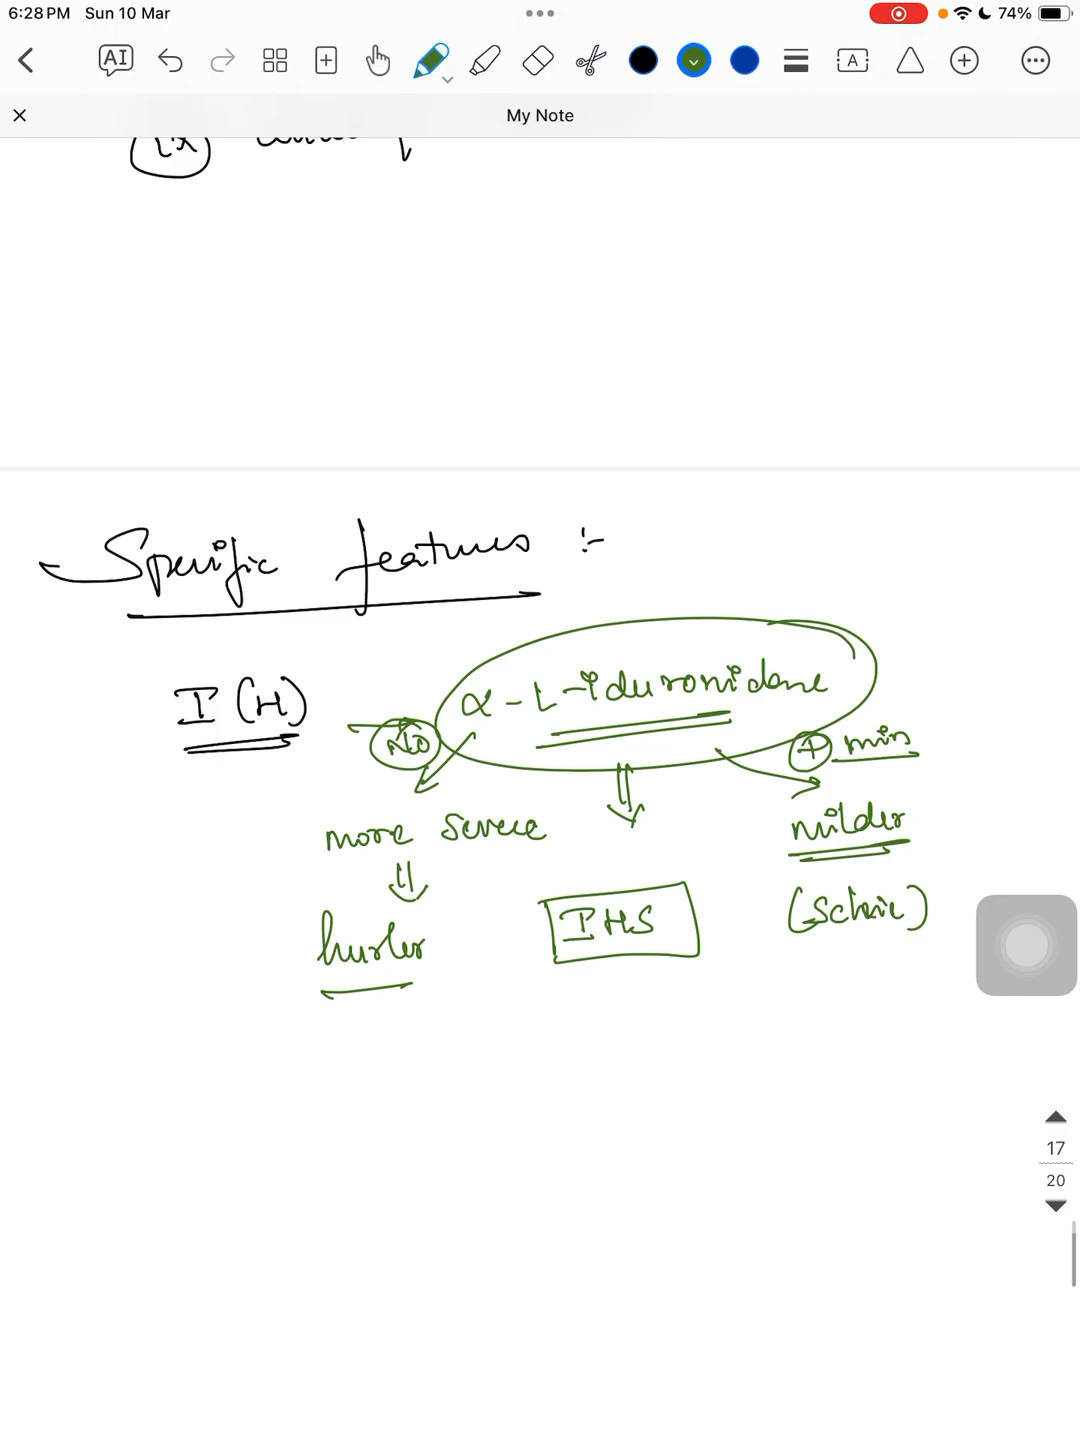 6:28 PM Sun 10 Mar
74%
AI
A
My Note
Specific features :-
I (H)
α-L-iduronidase
No
+ min
more severe
milder
hurler
IHS
(Scheie)
17
20